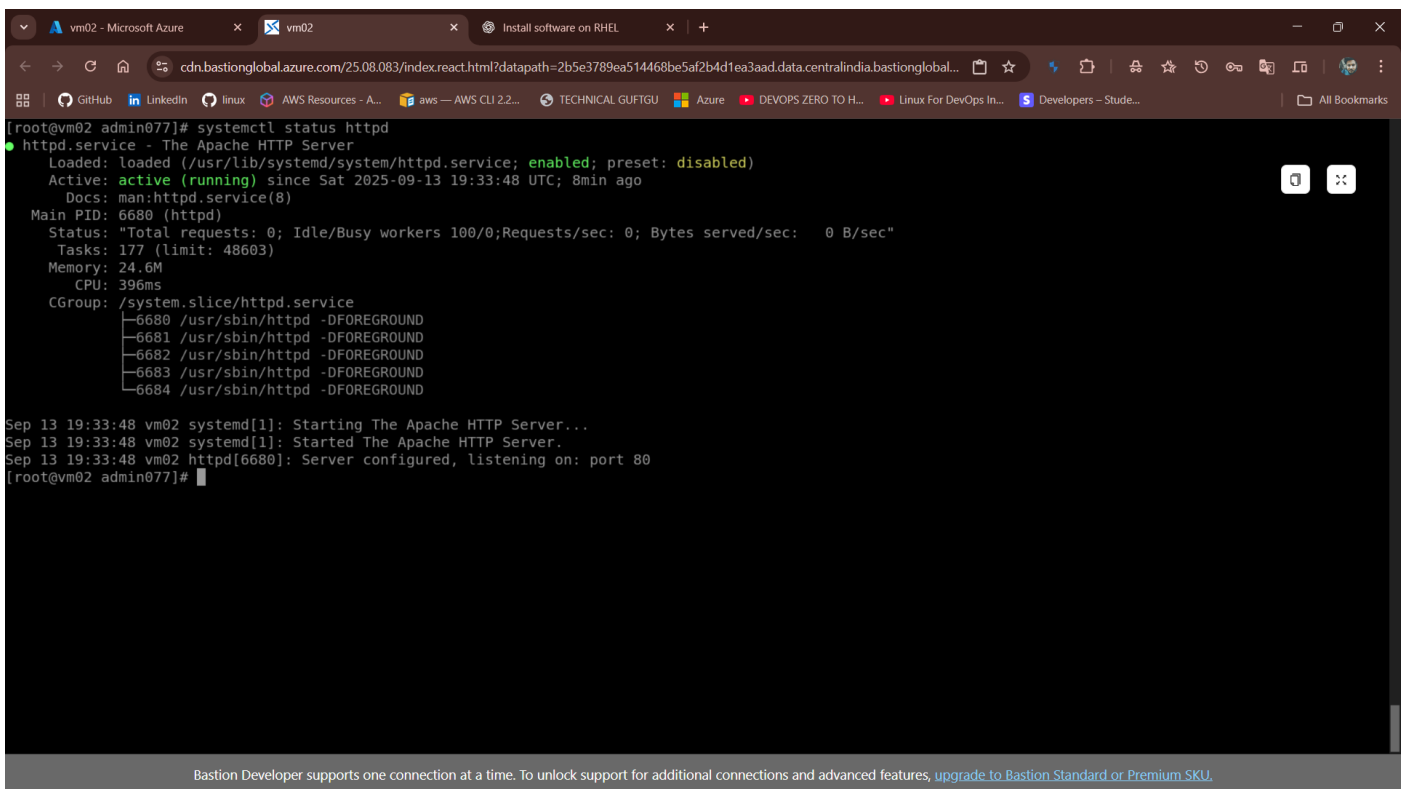 vm02 - Microsoft Azure
vm02
Install software on RHEL
cdn.bastionglobal.azure.com/25.08.083/index.react.html?datapath=2b5e3789ea514468be5af2b4d1ea3aad.data.centralindia.bastionglobal...
GitHub LinkedIn linux AWS Resources - A... aws — AWS CLI 2.2... TECHNICAL GUFTGU Azure DEVOPS ZERO TO H... Linux For DevOps In... Developers – Stude... All Bookmarks
[root@vm02 admin077]# systemctl status httpd
● httpd.service - The Apache HTTP Server
Loaded: loaded (/usr/lib/systemd/system/httpd.service; enabled; preset: disabled)
Active: active (running) since Sat 2025-09-13 19:33:48 UTC; 8min ago
Docs: man:httpd.service(8)
Main PID: 6680 (httpd)
Status: "Total requests: 0; Idle/Busy workers 100/0;Requests/sec: 0; Bytes served/sec:   0 B/sec"
Tasks: 177 (limit: 48603)
Memory: 24.6M
CPU: 396ms
CGroup: /system.slice/httpd.service
├─6680 /usr/sbin/httpd -DFOREGROUND
├─6681 /usr/sbin/httpd -DFOREGROUND
├─6682 /usr/sbin/httpd -DFOREGROUND
├─6683 /usr/sbin/httpd -DFOREGROUND
└─6684 /usr/sbin/httpd -DFOREGROUND
Sep 13 19:33:48 vm02 systemd[1]: Starting The Apache HTTP Server...
Sep 13 19:33:48 vm02 systemd[1]: Started The Apache HTTP Server.
Sep 13 19:33:48 vm02 httpd[6680]: Server configured, listening on: port 80
[root@vm02 admin077]#
Bastion Developer supports one connection at a time. To unlock support for additional connections and advanced features, upgrade to Bastion Standard or Premium SKU.